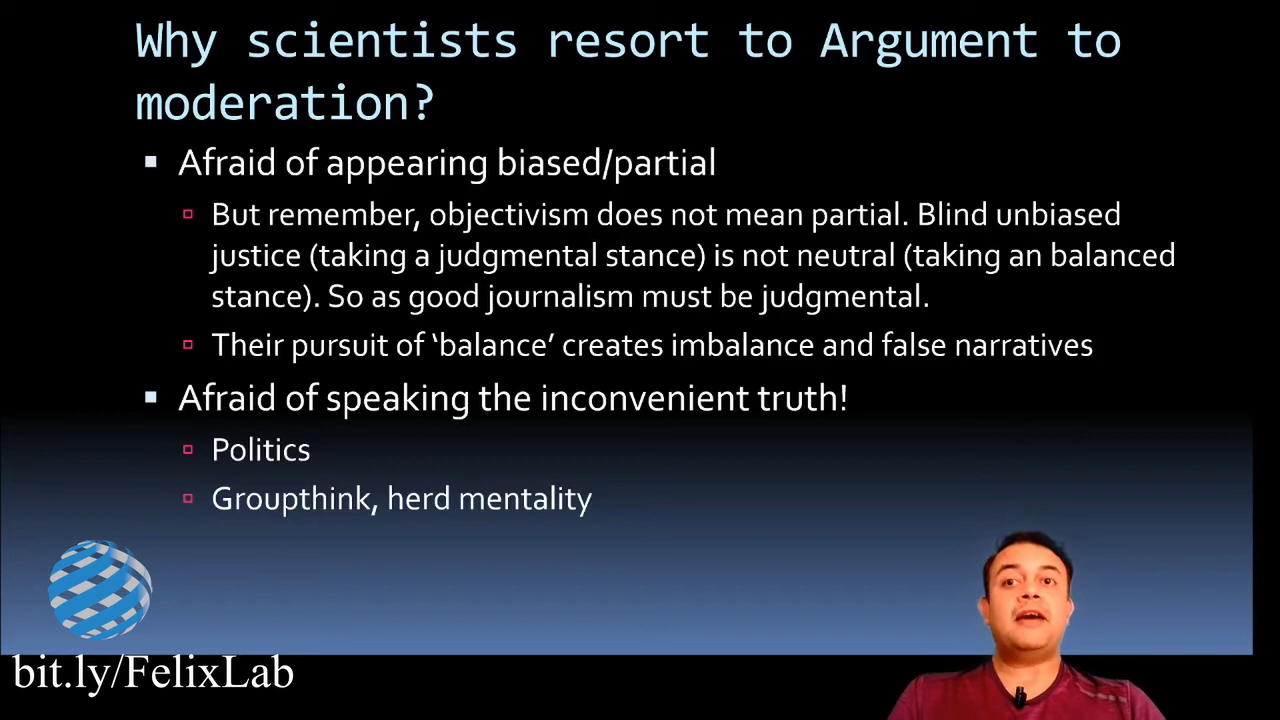 Why scientists resort to Argument to
moderation?
Afraid of appearing biased/partial
But remember, objectivism does not mean partial. Blind unbiased
justice (taking a judgmental stance) is not neutral (taking an balanced
stance). So as good journalism must be judgmental.
Their pursuit of ‘balance’ creates imbalance and false narratives
Afraid of speaking the inconvenient truth!
Politics
Groupthink, herd mentality
bit.ly/FelixLab